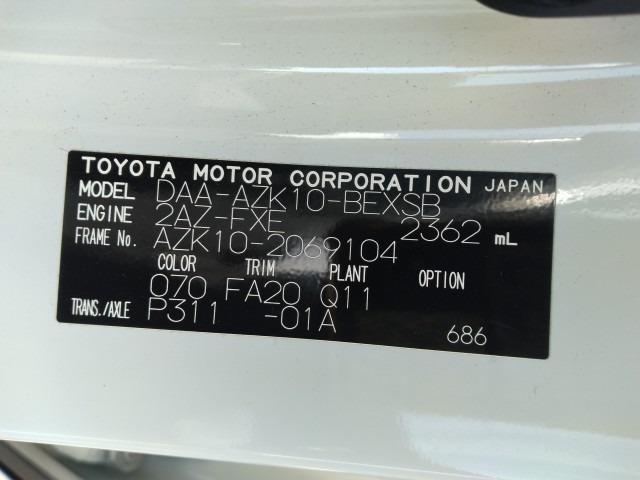 TOYOTA MOTOR CORPORATION JAPAN
MODEL DAA-AZK10-BEXSB
ENGINE 2AZ-FXE 2362 mL
FRAME No. AZK10-2069104
COLOR TRIM PLANT OPTION
070 FA20 Q11
TRANS./AXLE P311 -01A
686